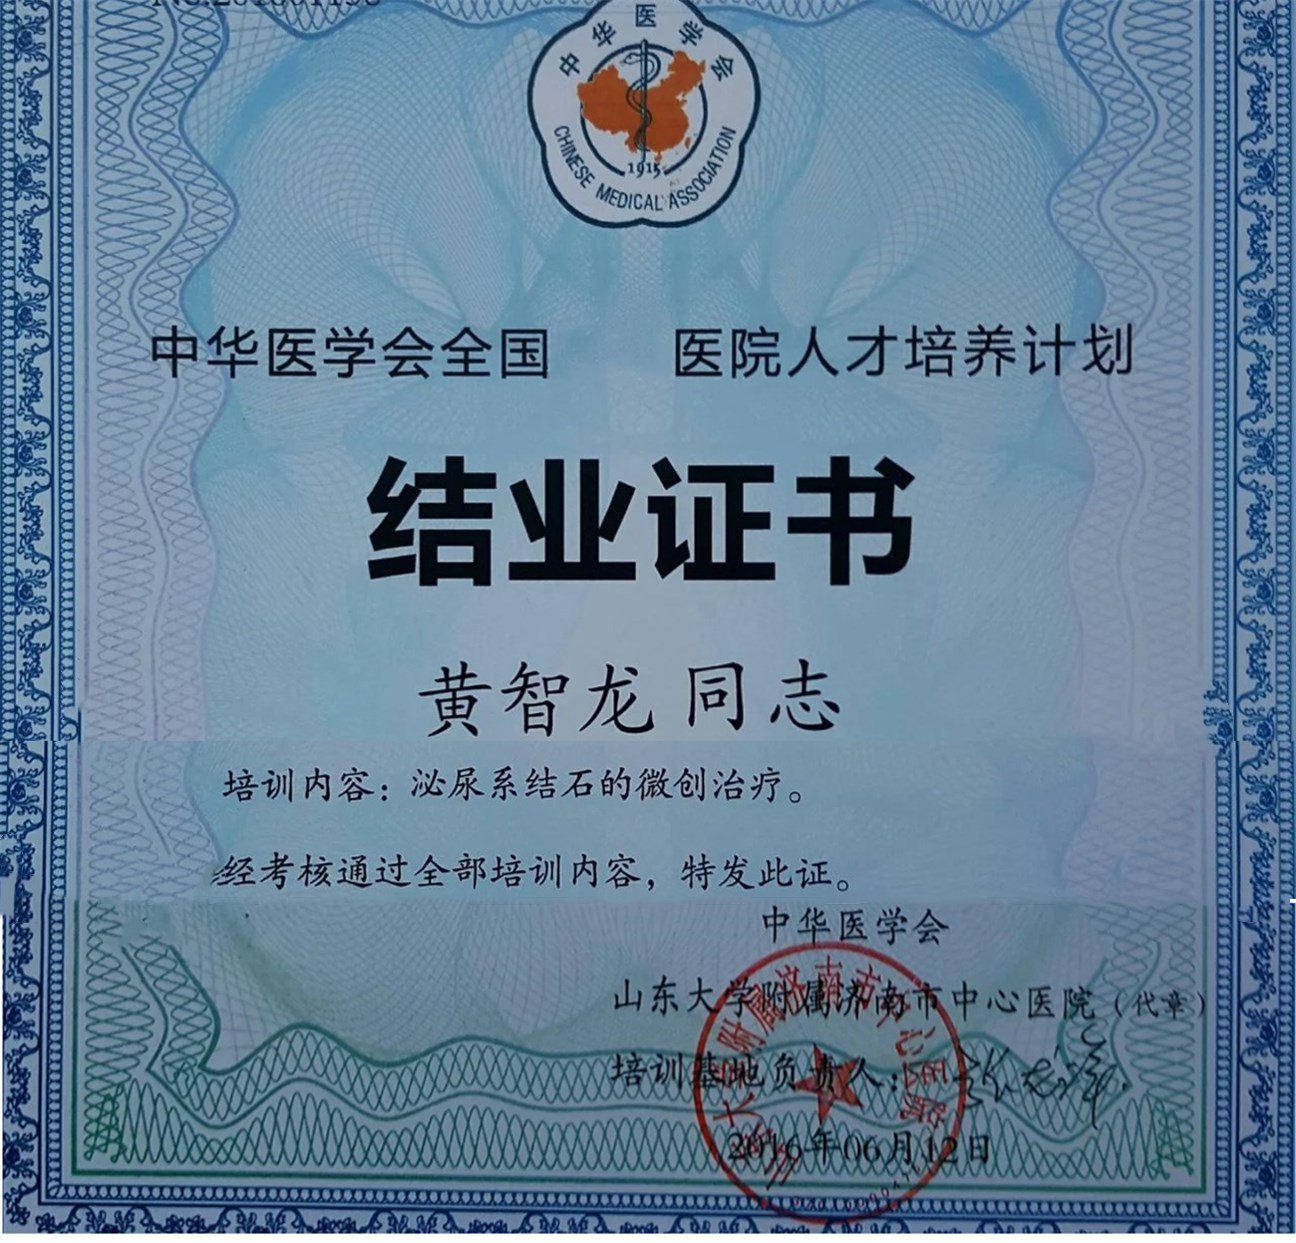 中华医学会
1915
CHINESE MEDICAL ASSOCIATION
中华医学会全国 医院人才培养计划
结业证书
黄智龙 同志
培训内容：泌尿系结石的微创治疗。
经考核通过全部培训内容，特发此证。
中华医学会
山东大学附属济南市中心医院（代章）
培训基地负责人：
2016年06月12日